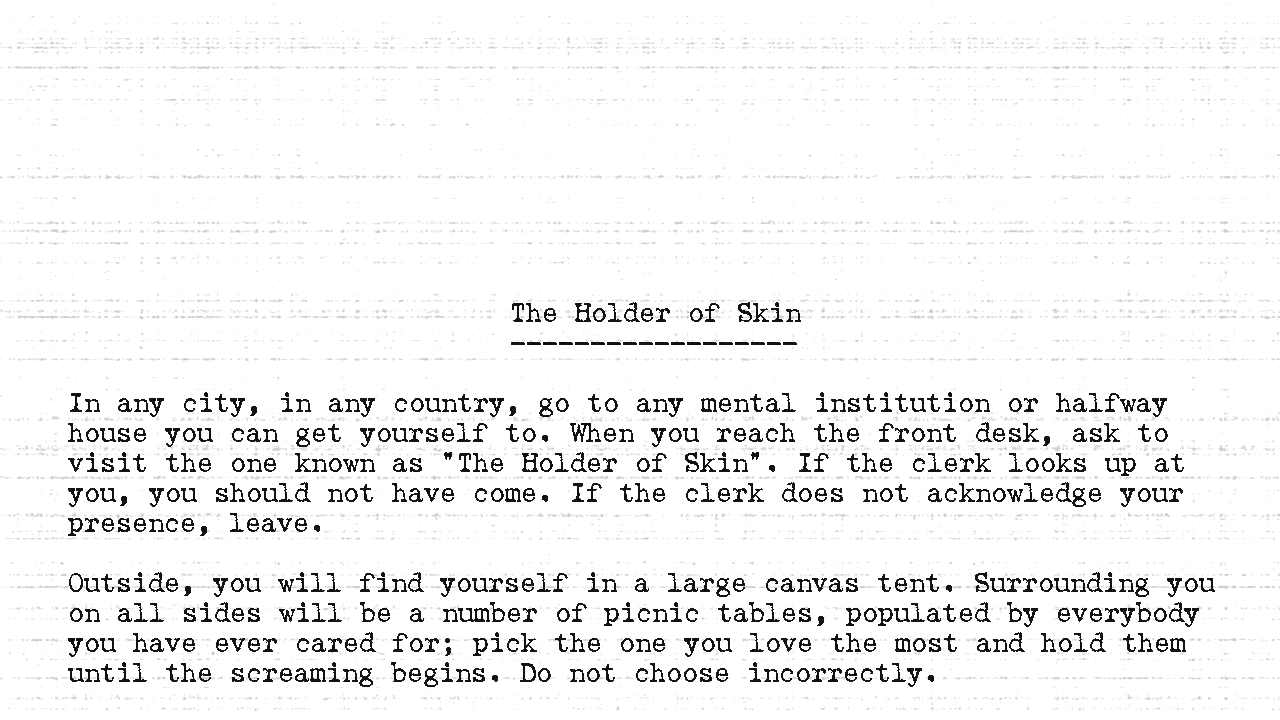 The Holder of Skin
------------------
In any city, in any country, go to any mental institution or halfway
house you can get yourself to. When you reach the front desk, ask to
visit the one known as "The Holder of Skin". If the clerk looks up at
you, you should not have come. If the clerk does not acknowledge your
presence, leave.
Outside, you will find yourself in a large canvas tent. Surrounding you
on all sides will be a number of picnic tables, populated by everybody
you have ever cared for; pick the one you love the most and hold them
until the screaming begins. Do not choose incorrectly.